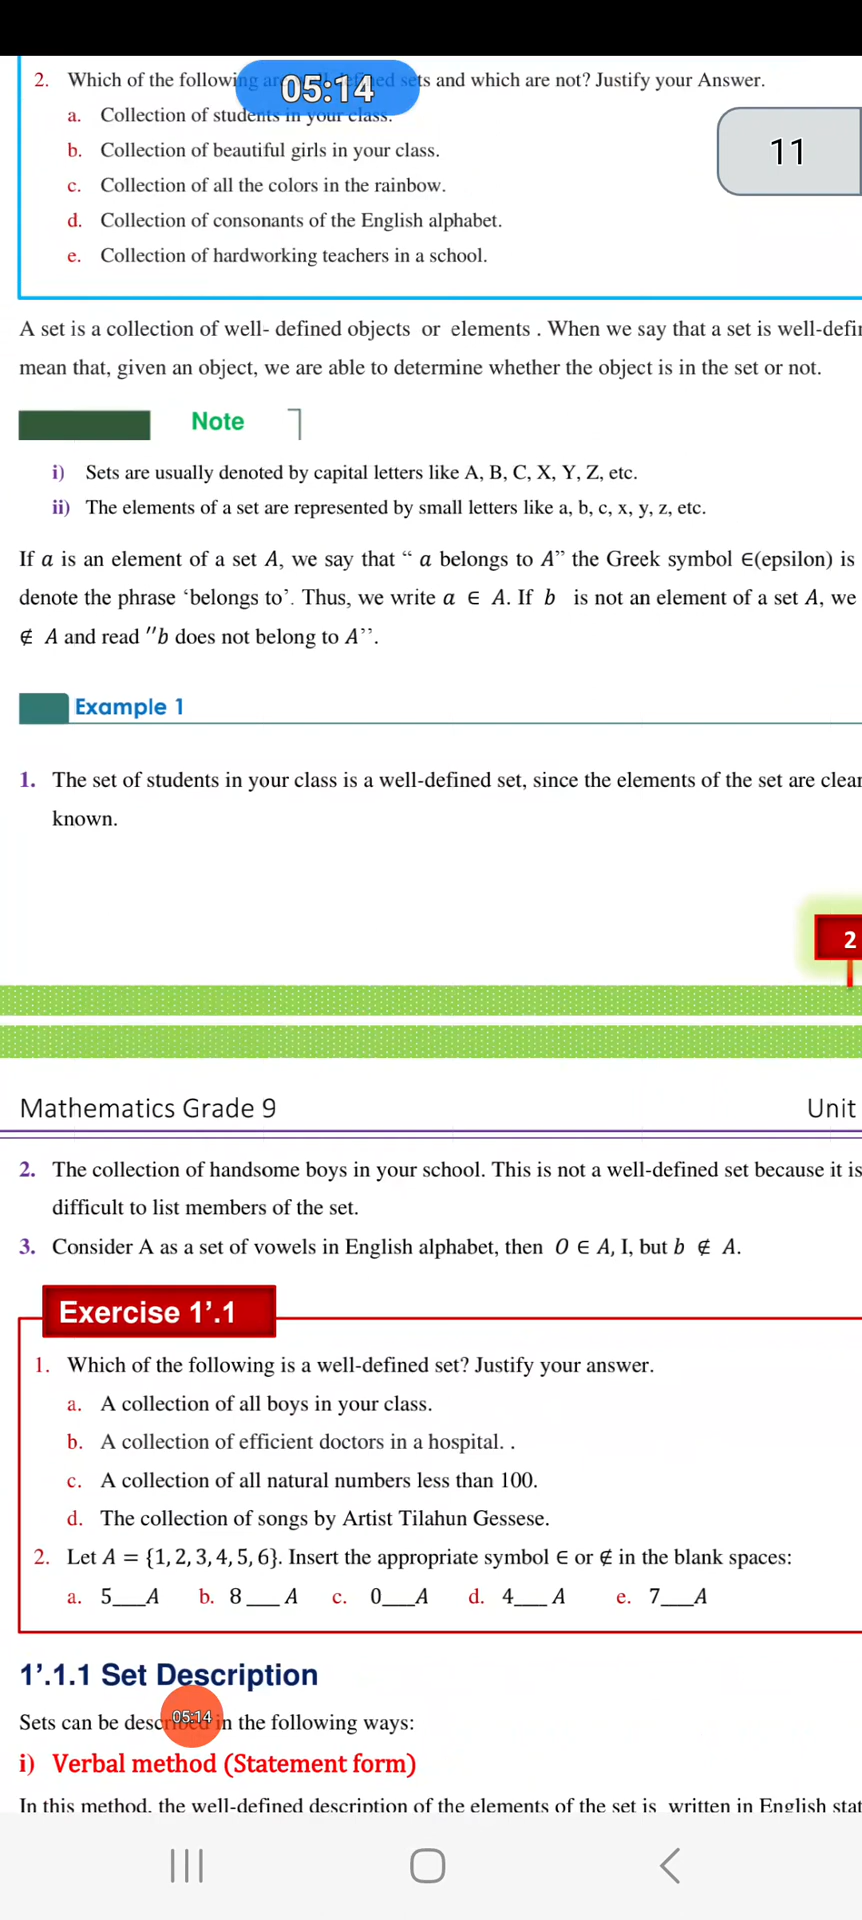 2. Which of the following are well-defined sets and which are not? Justify your Answer.
05:14
a. Collection of students in your class.
11
b. Collection of beautiful girls in your class.
c. Collection of all the colors in the rainbow.
d. Collection of consonants of the English alphabet.
e. Collection of hardworking teachers in a school.
A set is a collection of well- defined objects or elements . When we say that a set is well-defin
mean that, given an object, we are able to determine whether the object is in the set or not.
Note
i) Sets are usually denoted by capital letters like A, B, C, X, Y, Z, etc.
ii) The elements of a set are represented by small letters like a, b, c, x, y, z, etc.
If a is an element of a set A, we say that “ a belongs to A” the Greek symbol ∈(epsilon) is
denote the phrase ‘belongs to’. Thus, we write a ∈ A. If b is not an element of a set A, we
∉ A and read ″b does not belong to A’’.
Example 1
1. The set of students in your class is a well-defined set, since the elements of the set are clear
known.
2
Mathematics Grade 9
Unit
2. The collection of handsome boys in your school. This is not a well-defined set because it is
difficult to list members of the set.
3. Consider A as a set of vowels in English alphabet, then O ∈ A, I, but b ∉ A.
Exercise 1’.1
1. Which of the following is a well-defined set? Justify your answer.
a. A collection of all boys in your class.
b. A collection of efficient doctors in a hospital. .
c. A collection of all natural numbers less than 100.
d. The collection of songs by Artist Tilahun Gessese.
2. Let A = {1, 2, 3, 4, 5, 6}. Insert the appropriate symbol ∈ or ∉ in the blank spaces:
a. 5___A b. 8 ___ A c. 0___A d. 4___ A e. 7___A
1’.1.1 Set Description
Sets can be described in the following ways:
05:14
i) Verbal method (Statement form)
In this method, the well-defined description of the elements of the set is written in English stat